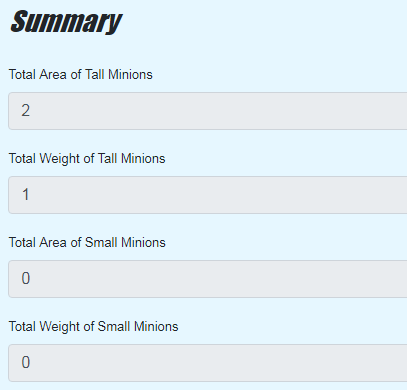 Summary
Total Area of Tall Minions
2
Total Weight of Tall Minions
1
Total Area of Small Minions
0
Total Weight of Small Minions
0